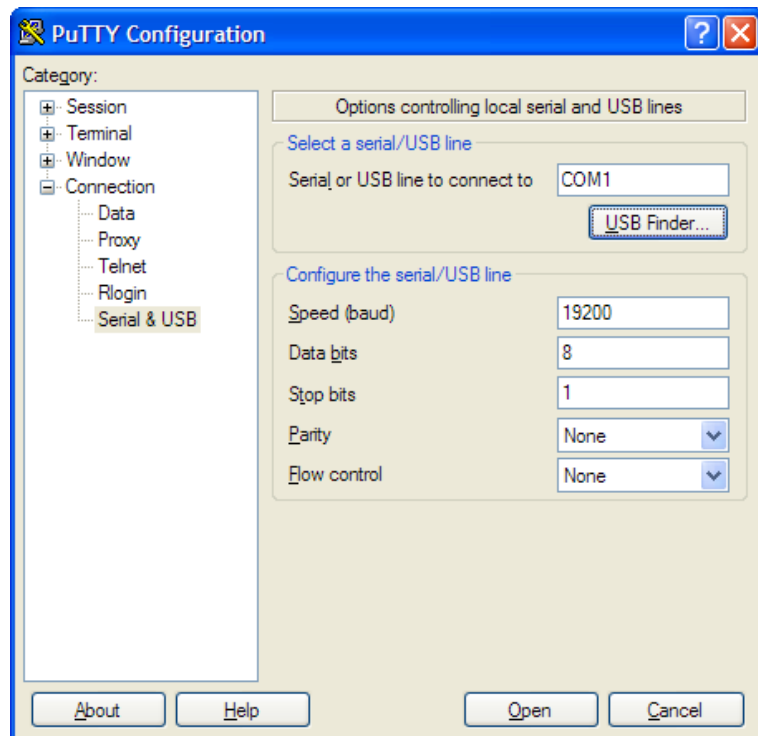 PuTTY Configuration
Category:
Session
Terminal
Window
Connection
Data
Proxy
Telnet
Rlogin
Serial & USB
Options controlling local serial and USB lines
Select a serial/USB line
Serial or USB line to connect to COM1
USB Finder...
Configure the serial/USB line
Speed (baud) 19200
Data bits 8
Stop bits 1
Parity None
Flow control None
About Help Open Cancel